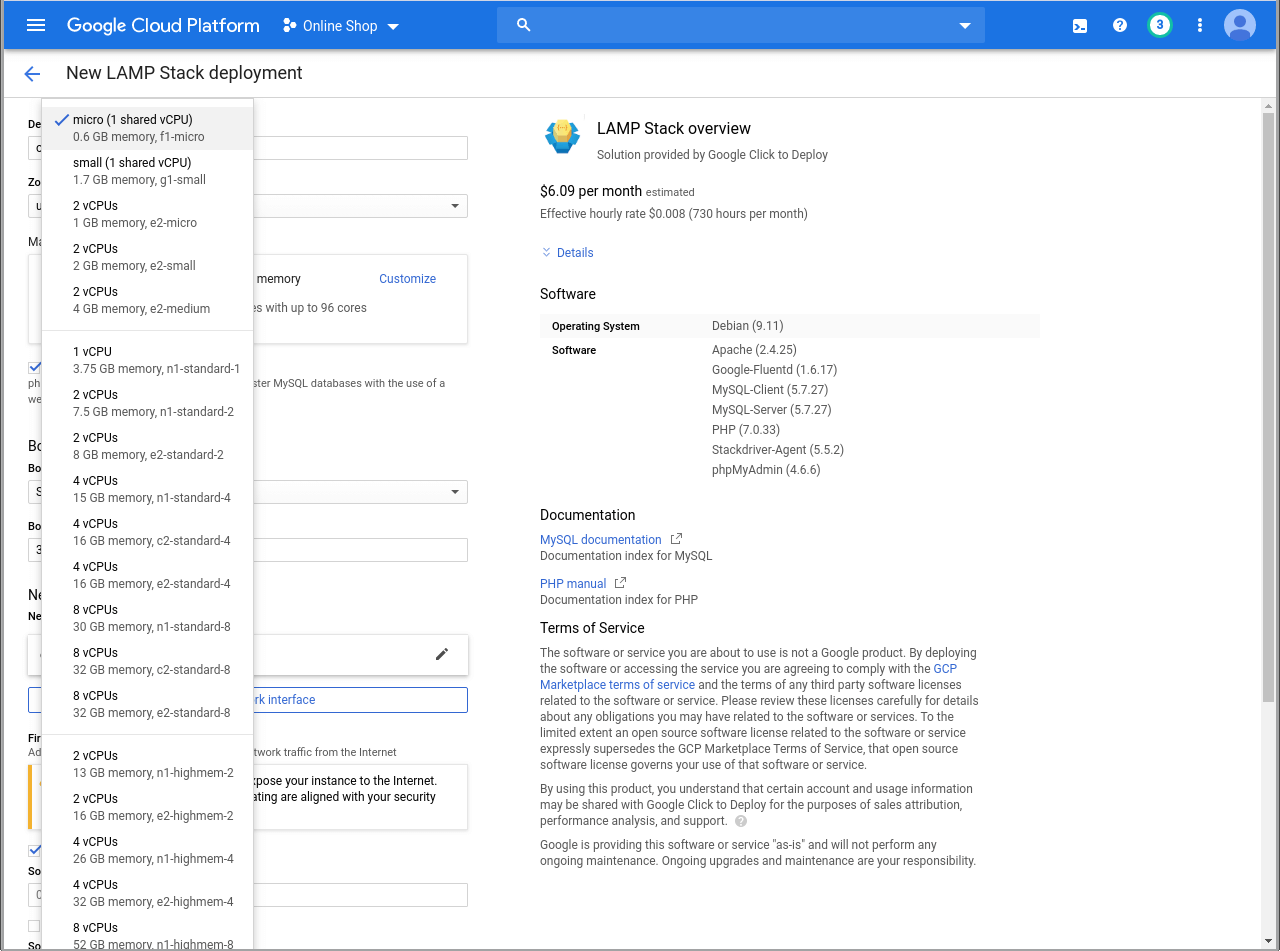 Google Cloud Platform
Online Shop
3
New LAMP Stack deployment
micro (1 shared vCPU)
0.6 GB memory, f1-micro
small (1 shared vCPU)
1.7 GB memory, g1-small
2 vCPUs
1 GB memory, e2-micro
2 vCPUs
2 GB memory, e2-small
2 vCPUs
4 GB memory, e2-medium
1 vCPU
3.75 GB memory, n1-standard-1
2 vCPUs
7.5 GB memory, n1-standard-2
2 vCPUs
8 GB memory, e2-standard-2
4 vCPUs
15 GB memory, n1-standard-4
4 vCPUs
16 GB memory, c2-standard-4
4 vCPUs
16 GB memory, e2-standard-4
8 vCPUs
30 GB memory, n1-standard-8
8 vCPUs
32 GB memory, c2-standard-8
8 vCPUs
32 GB memory, e2-standard-8
2 vCPUs
13 GB memory, n1-highmem-2
2 vCPUs
16 GB memory, e2-highmem-2
4 vCPUs
26 GB memory, n1-highmem-4
4 vCPUs
32 GB memory, e2-highmem-4
8 vCPUs
52 GB memory, n1-highmem-8
memory
Customize
es with up to 96 cores
ster MySQL databases with the use of a
we
rk interface
twork traffic from the Internet
xpose your instance to the Internet.
ating are aligned with your security
LAMP Stack overview
Solution provided by Google Click to Deploy
$6.09 per month estimated
Effective hourly rate $0.008 (730 hours per month)
Details
Software
Operating System Debian (9.11)
Software Apache (2.4.25)
Google-Fluentd (1.6.17)
MySQL-Client (5.7.27)
MySQL-Server (5.7.27)
PHP (7.0.33)
Stackdriver-Agent (5.5.2)
phpMyAdmin (4.6.6)
Documentation
MySQL documentation
Documentation index for MySQL
PHP manual
Documentation index for PHP
Terms of Service
The software or service you are about to use is not a Google product. By deploying
the software or accessing the service you are agreeing to comply with the GCP
Marketplace terms of service and the terms of any third party software licenses
related to the software or service. Please review these licenses carefully for details
about any obligations you may have related to the software or services. To the
limited extent an open source software license related to the software or service
expressly supersedes the GCP Marketplace Terms of Service, that open source
software license governs your use of that software or service.
By using this product, you understand that certain account and usage information
may be shared with Google Click to Deploy for the purposes of sales attribution,
performance analysis, and support.
Google is providing this software or service "as-is" and will not perform any
ongoing maintenance. Ongoing upgrades and maintenance are your responsibility.